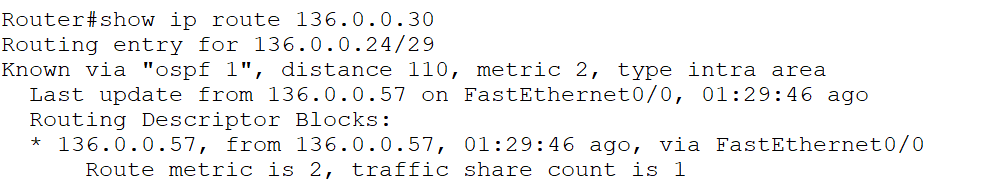 Router#show ip route 136.0.0.30
Routing entry for 136.0.0.24/29
Known via "ospf 1", distance 110, metric 2, type intra area
Last update from 136.0.0.57 on FastEthernet0/0, 01:29:46 ago
Routing Descriptor Blocks:
* 136.0.0.57, from 136.0.0.57, 01:29:46 ago, via FastEthernet0/0
Route metric is 2, traffic share count is 1